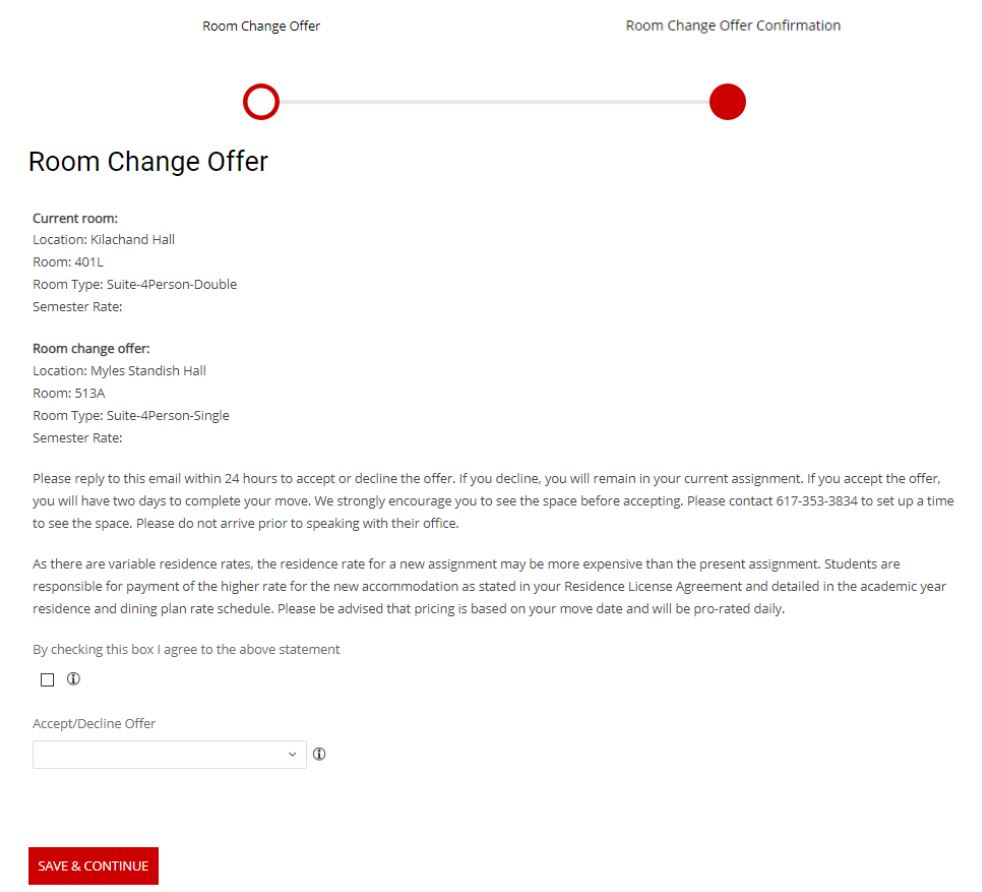 Room Change Offer
Room Change Offer Confirmation
Room Change Offer
Current room:
Location: Kilachand Hall
Room: 401L
Room Type: Suite-4Person-Double
Semester Rate:
Room change offer:
Location: Myles Standish Hall
Room: 513A
Room Type: Suite-4Person-Single
Semester Rate:
Please reply to this email within 24 hours to accept or decline the offer. If you decline, you will remain in your current assignment. If you accept the offer,
you will have two days to complete your move. We strongly encourage you to see the space before accepting. Please contact 617-353-3834 to set up a time
to see the space. Please do not arrive prior to speaking with their office.
As there are variable residence rates, the residence rate for a new assignment may be more expensive than the present assignment. Students are
responsible for payment of the higher rate for the new accommodation as stated in your Residence License Agreement and detailed in the academic year
residence and dining plan rate schedule. Please be advised that pricing is based on your move date and will be pro-rated daily.
By checking this box I agree to the above statement
Accept/Decline Offer
SAVE & CONTINUE